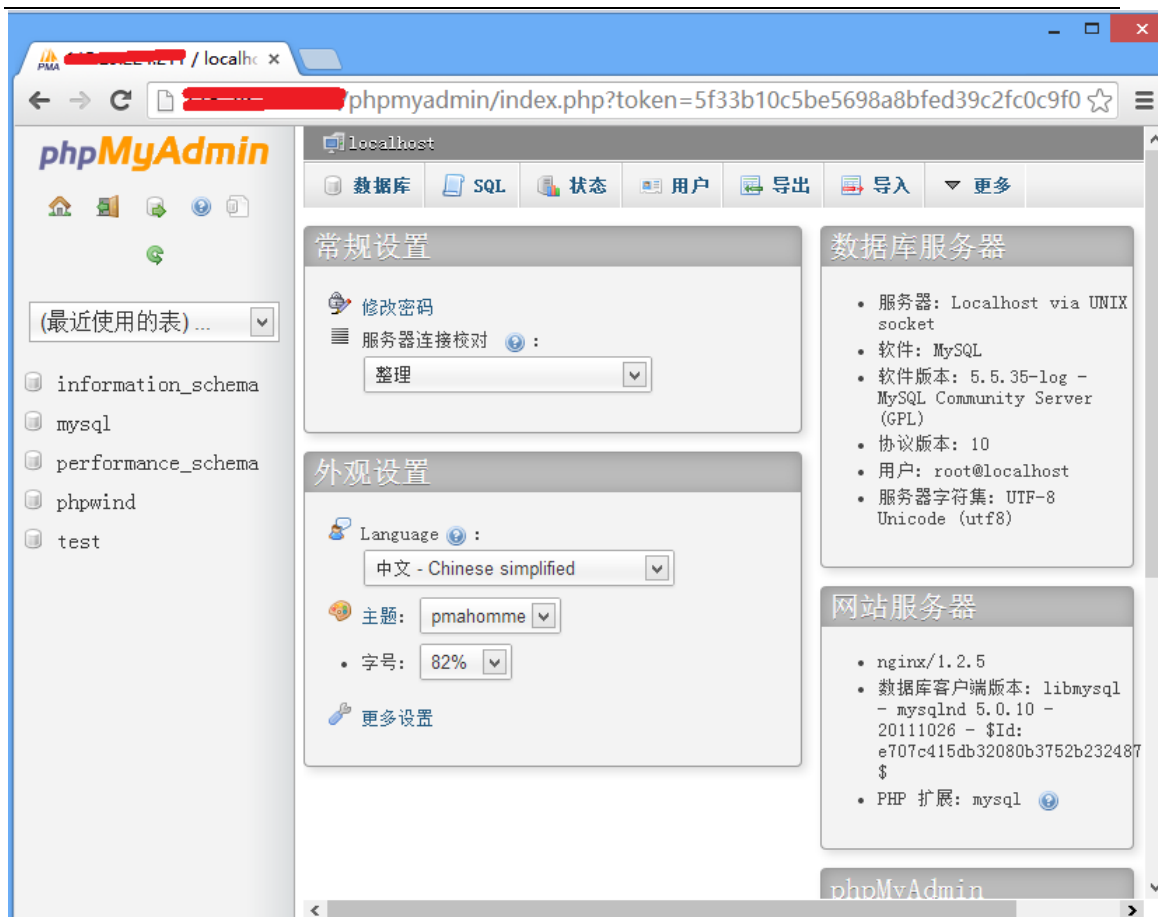 PMA / localhc ×
/phpmyadmin/index.php?token=5f33b10c5be5698a8bfed39c2fc0c9f0
phpMyAdmin
(最近使用的表) ...
information_schema
mysql
performance_schema
phpwind
test
localhost
数据库 SQL 状态 用户 导出 导入 更多
常规设置
修改密码
服务器连接校对 :
整理
外观设置
Language :
中文 - Chinese simplified
主题: pmahomme
• 字号: 82%
更多设置
数据库服务器
• 服务器: Localhost via UNIX
socket
• 软件: MySQL
• 软件版本: 5.5.35-log -
MySQL Community Server
(GPL)
• 协议版本: 10
• 用户: root@localhost
• 服务器字符集: UTF-8
Unicode (utf8)
网站服务器
• nginx/1.2.5
• 数据库客户端版本: libmysql
- mysqlnd 5.0.10 -
20111026 - $Id:
e707c415db32080b3752b232487
$
• PHP 扩展: mysql
phpMyAdmin